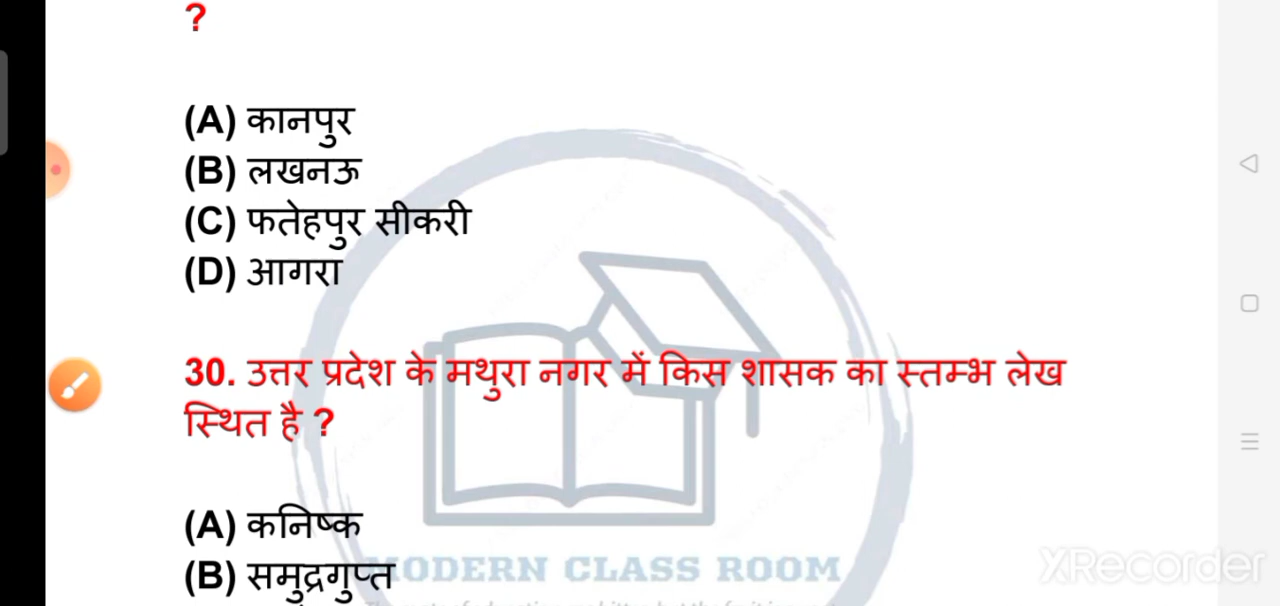 ?
(A) कानपुर
(B) लखनऊ
(C) फतेहपुर सीकरी
(D) आगरा
30. उत्तर प्रदेश के मथुरा नगर में किस शासक का स्तम्भ लेख
स्थित है ?
(A) कनिष्क
(B) समुद्रगुप्त
MODERN CLASS ROOM
XRecorder